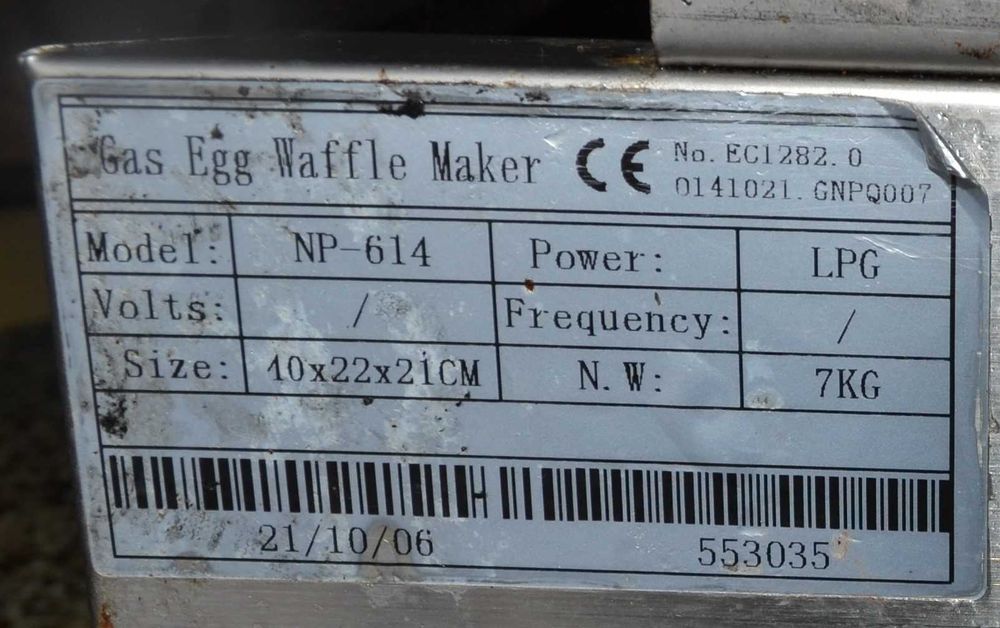 Gas Egg Waffle Maker CE No. EC1282.0
0141021.GNPQ007
Model: NP-614 Power: LPG
Volts: / Frequency: /
Size: 40x22x21CM N.W: 7KG
21/10/06 553035